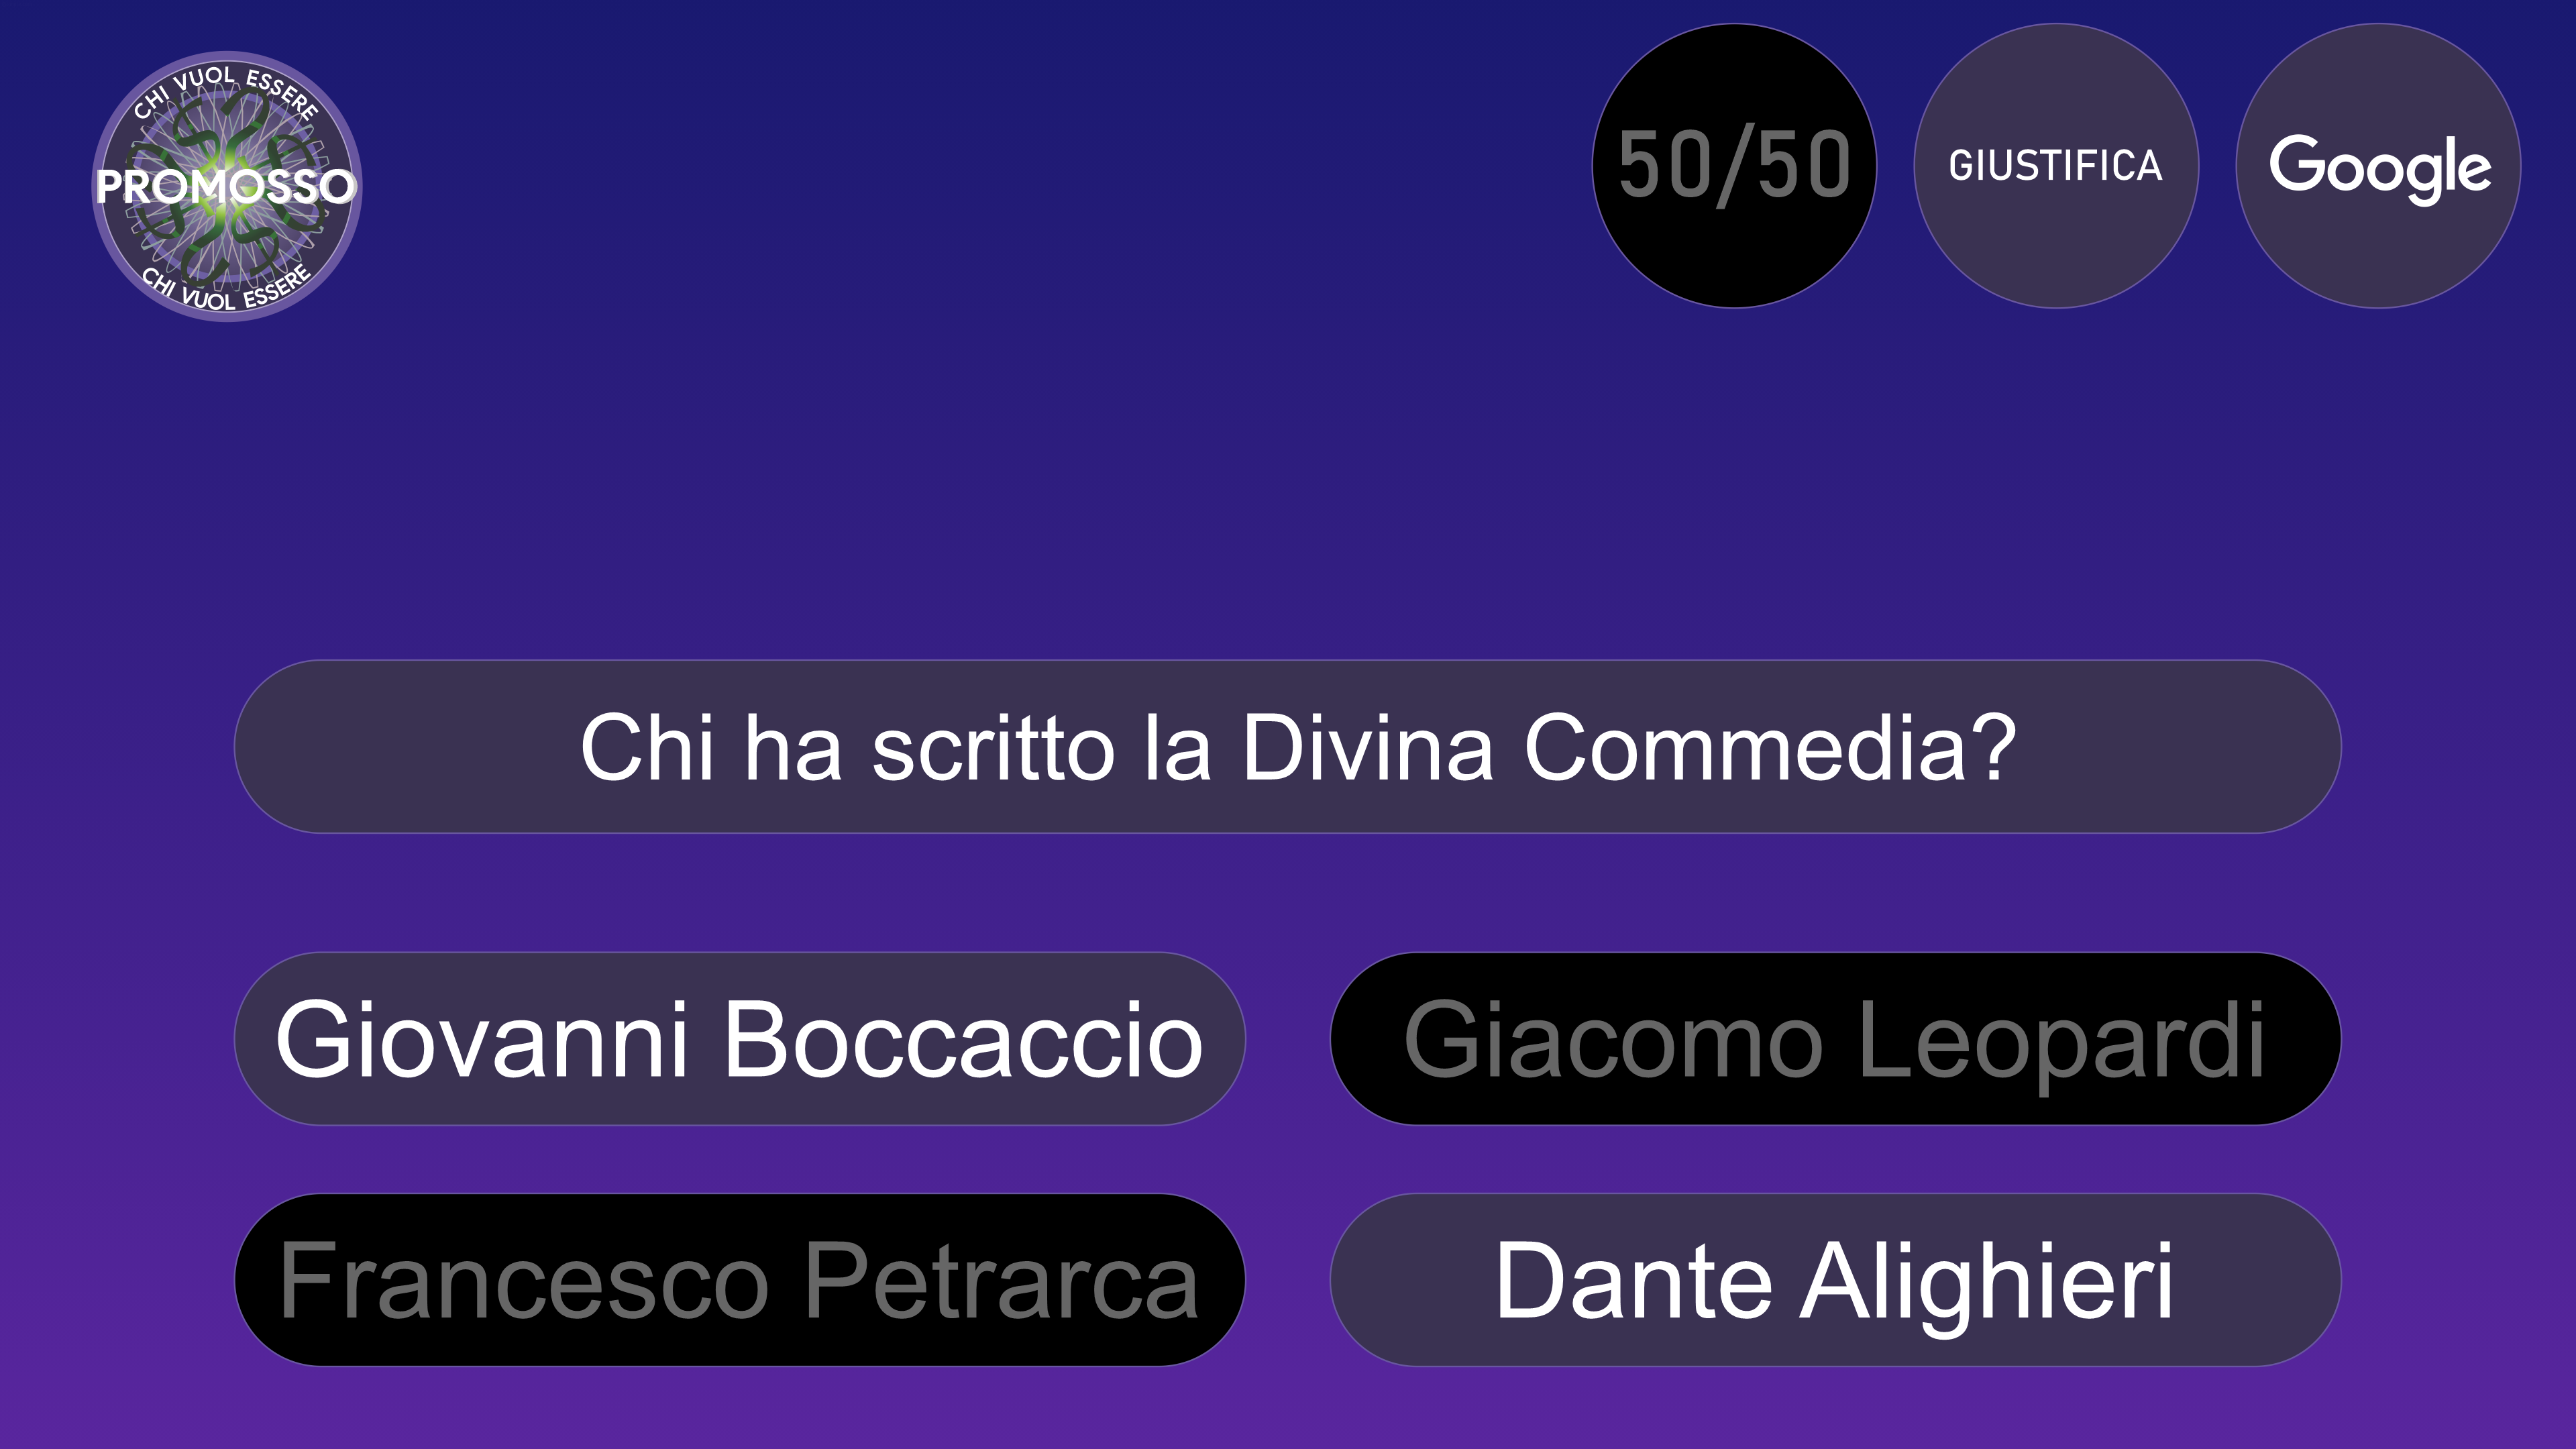 CHI VUOL ESSERE
PROMOSSO
CHI VUOL ESSERE
50/50
GIUSTIFICA
Google
Chi ha scritto la Divina Commedia?
Giovanni Boccaccio
Giacomo Leopardi
Francesco Petrarca
Dante Alighieri